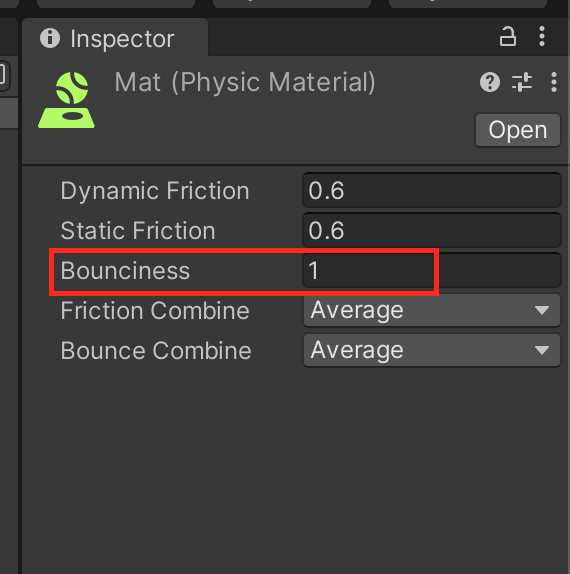 Inspector
Mat (Physic Material)
Open
Dynamic Friction 0.6
Static Friction 0.6
Bounciness 1
Friction Combine Average
Bounce Combine Average